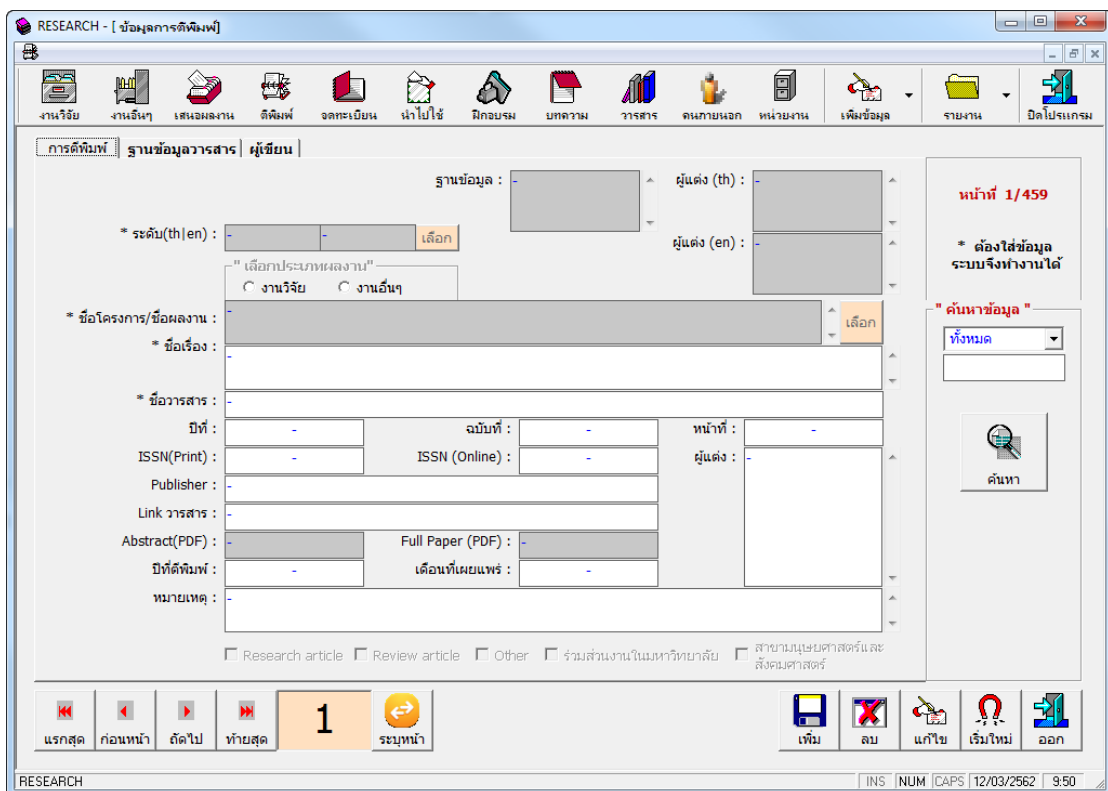 RESEARCH - [ ข้อมูลการตีพิมพ์]
งานวิจัย งานอื่นๆ เสนอผลงาน ตีพิมพ์ จดทะเบียน นำไปใช้ ฝึกอบรม บทความ วารสาร คนภายนอก หน่วยงาน เพิ่มข้อมูล รายงาน ปิดโปรแกรม
การตีพิมพ์ ฐานข้อมูลวารสาร ผู้เขียน
ฐานข้อมูล : - ผู้แต่ง (th) : -
หน้าที่ 1/459
* ระดับ(th|en) : - - เลือก ผู้แต่ง (en) : -
* ต้องใส่ข้อมูล
ระบบจึงทำงานได้
" เลือกประเภทผลงาน"
งานวิจัย งานอื่นๆ
* ชื่อโครงการ/ชื่อผลงาน : - เลือก
" ค้นหาข้อมูล "
ทั้งหมด
* ชื่อเรื่อง : -
* ชื่อวารสาร : -
ปีที่ : - ฉบับที่ : - หน้าที่ : -
ISSN(Print) : - ISSN (Online) : - ผู้แต่ง : -
ค้นหา
Publisher : -
Link วารสาร : -
Abstract(PDF) : - Full Paper (PDF) : -
ปีที่ตีพิมพ์ : - เดือนที่เผยแพร่ : -
หมายเหตุ : -
Research article Review article Other ร่วมส่วนงานในมหาวิทยาลัย สาขามนุษยศาสตร์และ
สังคมศาสตร์
แรกสุด ก่อนหน้า ถัดไป ท้ายสุด 1 ระบุหน้า เพิ่ม ลบ แก้ไข เริ่มใหม่ ออก
RESEARCH INS NUM CAPS 12/03/2562 9:50